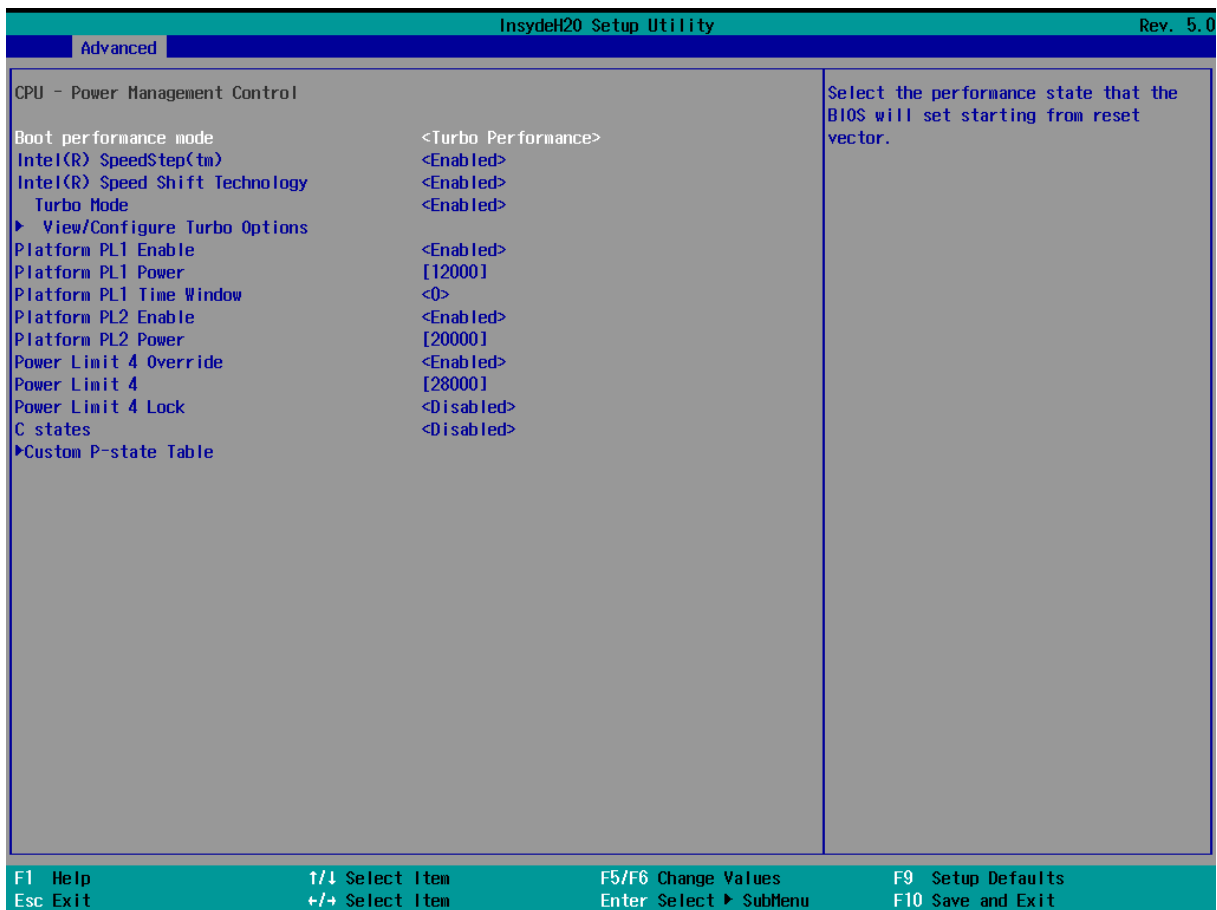 InsydeH20 Setup Utility Rev. 5.0
Advanced
CPU - Power Management Control
Boot performance mode <Turbo Performance>
Intel(R) SpeedStep(tm) <Enabled>
Intel(R) Speed Shift Technology <Enabled>
Turbo Mode <Enabled>
▶ View/Configure Turbo Options
Platform PL1 Enable <Enabled>
Platform PL1 Power [12000]
Platform PL1 Time Window <0>
Platform PL2 Enable <Enabled>
Platform PL2 Power [20000]
Power Limit 4 Override <Enabled>
Power Limit 4 [28000]
Power Limit 4 Lock <Disabled>
C states <Disabled>
▶Custom P-state Table
Select the performance state that the
BIOS will set starting from reset
vector.
F1 Help ↑/↓ Select Item F5/F6 Change Values F9 Setup Defaults
Esc Exit ←/→ Select Item Enter Select ▶ SubMenu F10 Save and Exit